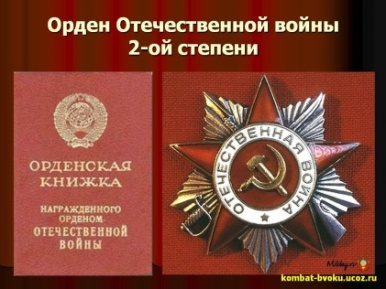 Орден Отечественной войны
2-ой степени
ОРДЕНСКАЯ
КНИЖКА
НАГРАЖДЕННОГО
ОРДЕНОМ
ОТЕЧЕСТВЕННОЙ
ВОЙНЫ
ОТЕЧЕСТВЕННАЯ ВОЙНА
kombat-bvoku.ucoz.ru